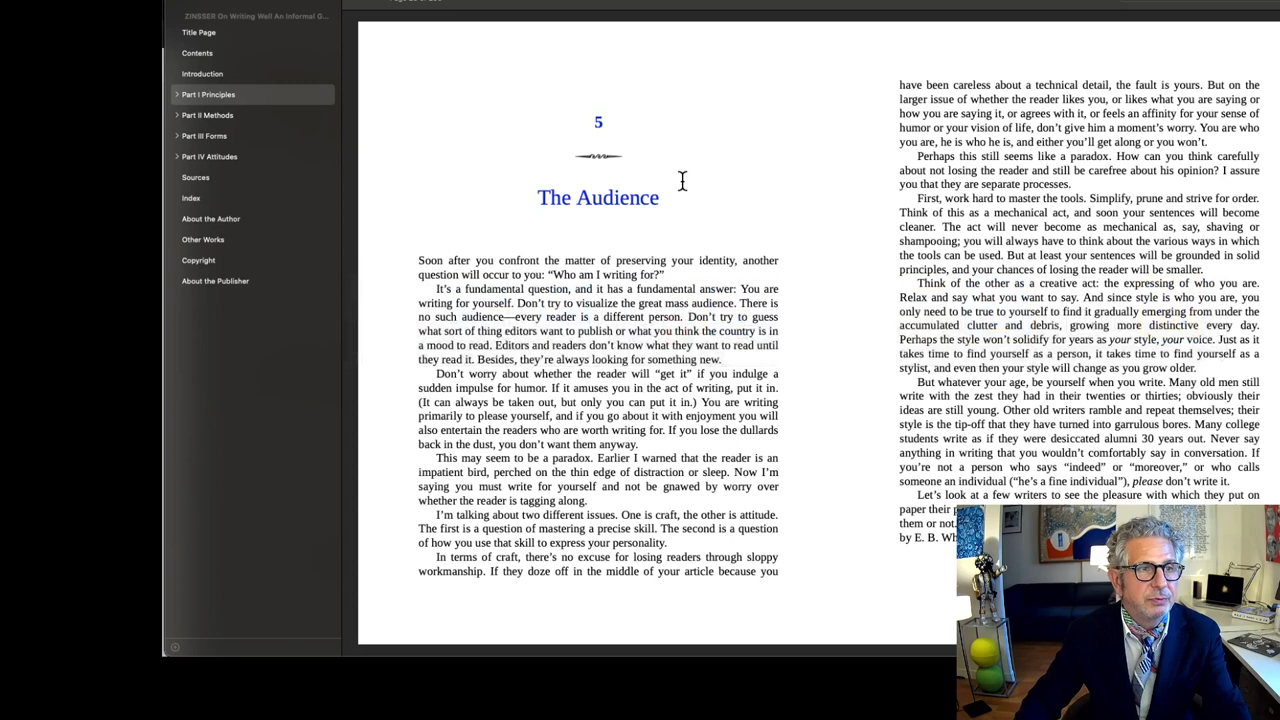 ZINSSER On Writing Well An Informal G...
Title Page
Contents
Introduction
Part I Principles
Part II Methods
Part III Forms
Part IV Attitudes
Sources
Index
About the Author
Other Works
Copyright
About the Publisher
5
The Audience
Soon after you confront the matter of preserving your identity, another
question will occur to you: “Who am I writing for?”
It’s a fundamental question, and it has a fundamental answer: You are
writing for yourself. Don’t try to visualize the great mass audience. There is
no such audience—every reader is a different person. Don’t try to guess
what sort of thing editors want to publish or what you think the country is in
a mood to read. Editors and readers don’t know what they want to read until
they read it. Besides, they’re always looking for something new.
Don’t worry about whether the reader will “get it” if you indulge a
sudden impulse for humor. If it amuses you in the act of writing, put it in.
(It can always be taken out, but only you can put it in.) You are writing
primarily to please yourself, and if you go about it with enjoyment you will
also entertain the readers who are worth writing for. If you lose the dullards
back in the dust, you don’t want them anyway.
This may seem to be a paradox. Earlier I warned that the reader is an
impatient bird, perched on the thin edge of distraction or sleep. Now I’m
saying you must write for yourself and not be gnawed by worry over
whether the reader is tagging along.
I’m talking about two different issues. One is craft, the other is attitude.
The first is a question of mastering a precise skill. The second is a question
of how you use that skill to express your personality.
In terms of craft, there’s no excuse for losing readers through sloppy
workmanship. If they doze off in the middle of your article because you
have been careless about a technical detail, the fault is yours. But on the
larger issue of whether the reader likes you, or likes what you are saying or
how you are saying it, or agrees with it, or feels an affinity for your sense of
humor or your vision of life, don’t give him a moment’s worry. You are who
you are, he is who he is, and either you’ll get along or you won’t.
Perhaps this still seems like a paradox. How can you think carefully
about not losing the reader and still be carefree about his opinion? I assure
you that they are separate processes.
First, work hard to master the tools. Simplify, prune and strive for order.
Think of this as a mechanical act, and soon your sentences will become
cleaner. The act will never become as mechanical as, say, shaving or
shampooing; you will always have to think about the various ways in which
the tools can be used. But at least your sentences will be grounded in solid
principles, and your chances of losing the reader will be smaller.
Think of the other as a creative act: the expressing of who you are.
Relax and say what you want to say. And since style is who you are, you
only need to be true to yourself to find it gradually emerging from under the
accumulated clutter and debris, growing more distinctive every day.
Perhaps the style won’t solidify for years as your style, your voice. Just as it
takes time to find yourself as a person, it takes time to find yourself as a
stylist, and even then your style will change as you grow older.
But whatever your age, be yourself when you write. Many old men still
write with the zest they had in their twenties or thirties; obviously their
ideas are still young. Other old writers ramble and repeat themselves; their
style is the tip-off that they have turned into garrulous bores. Many college
students write as if they were desiccated alumni 30 years out. Never say
anything in writing that you wouldn’t comfortably say in conversation. If
you’re not a person who says “indeed” or “moreover,” or who calls
someone an individual (“he’s a fine individual”), please don’t write it.
Let’s look at a few writers to see the pleasure with which they put on
paper their
them or not.
by E. B. Wh